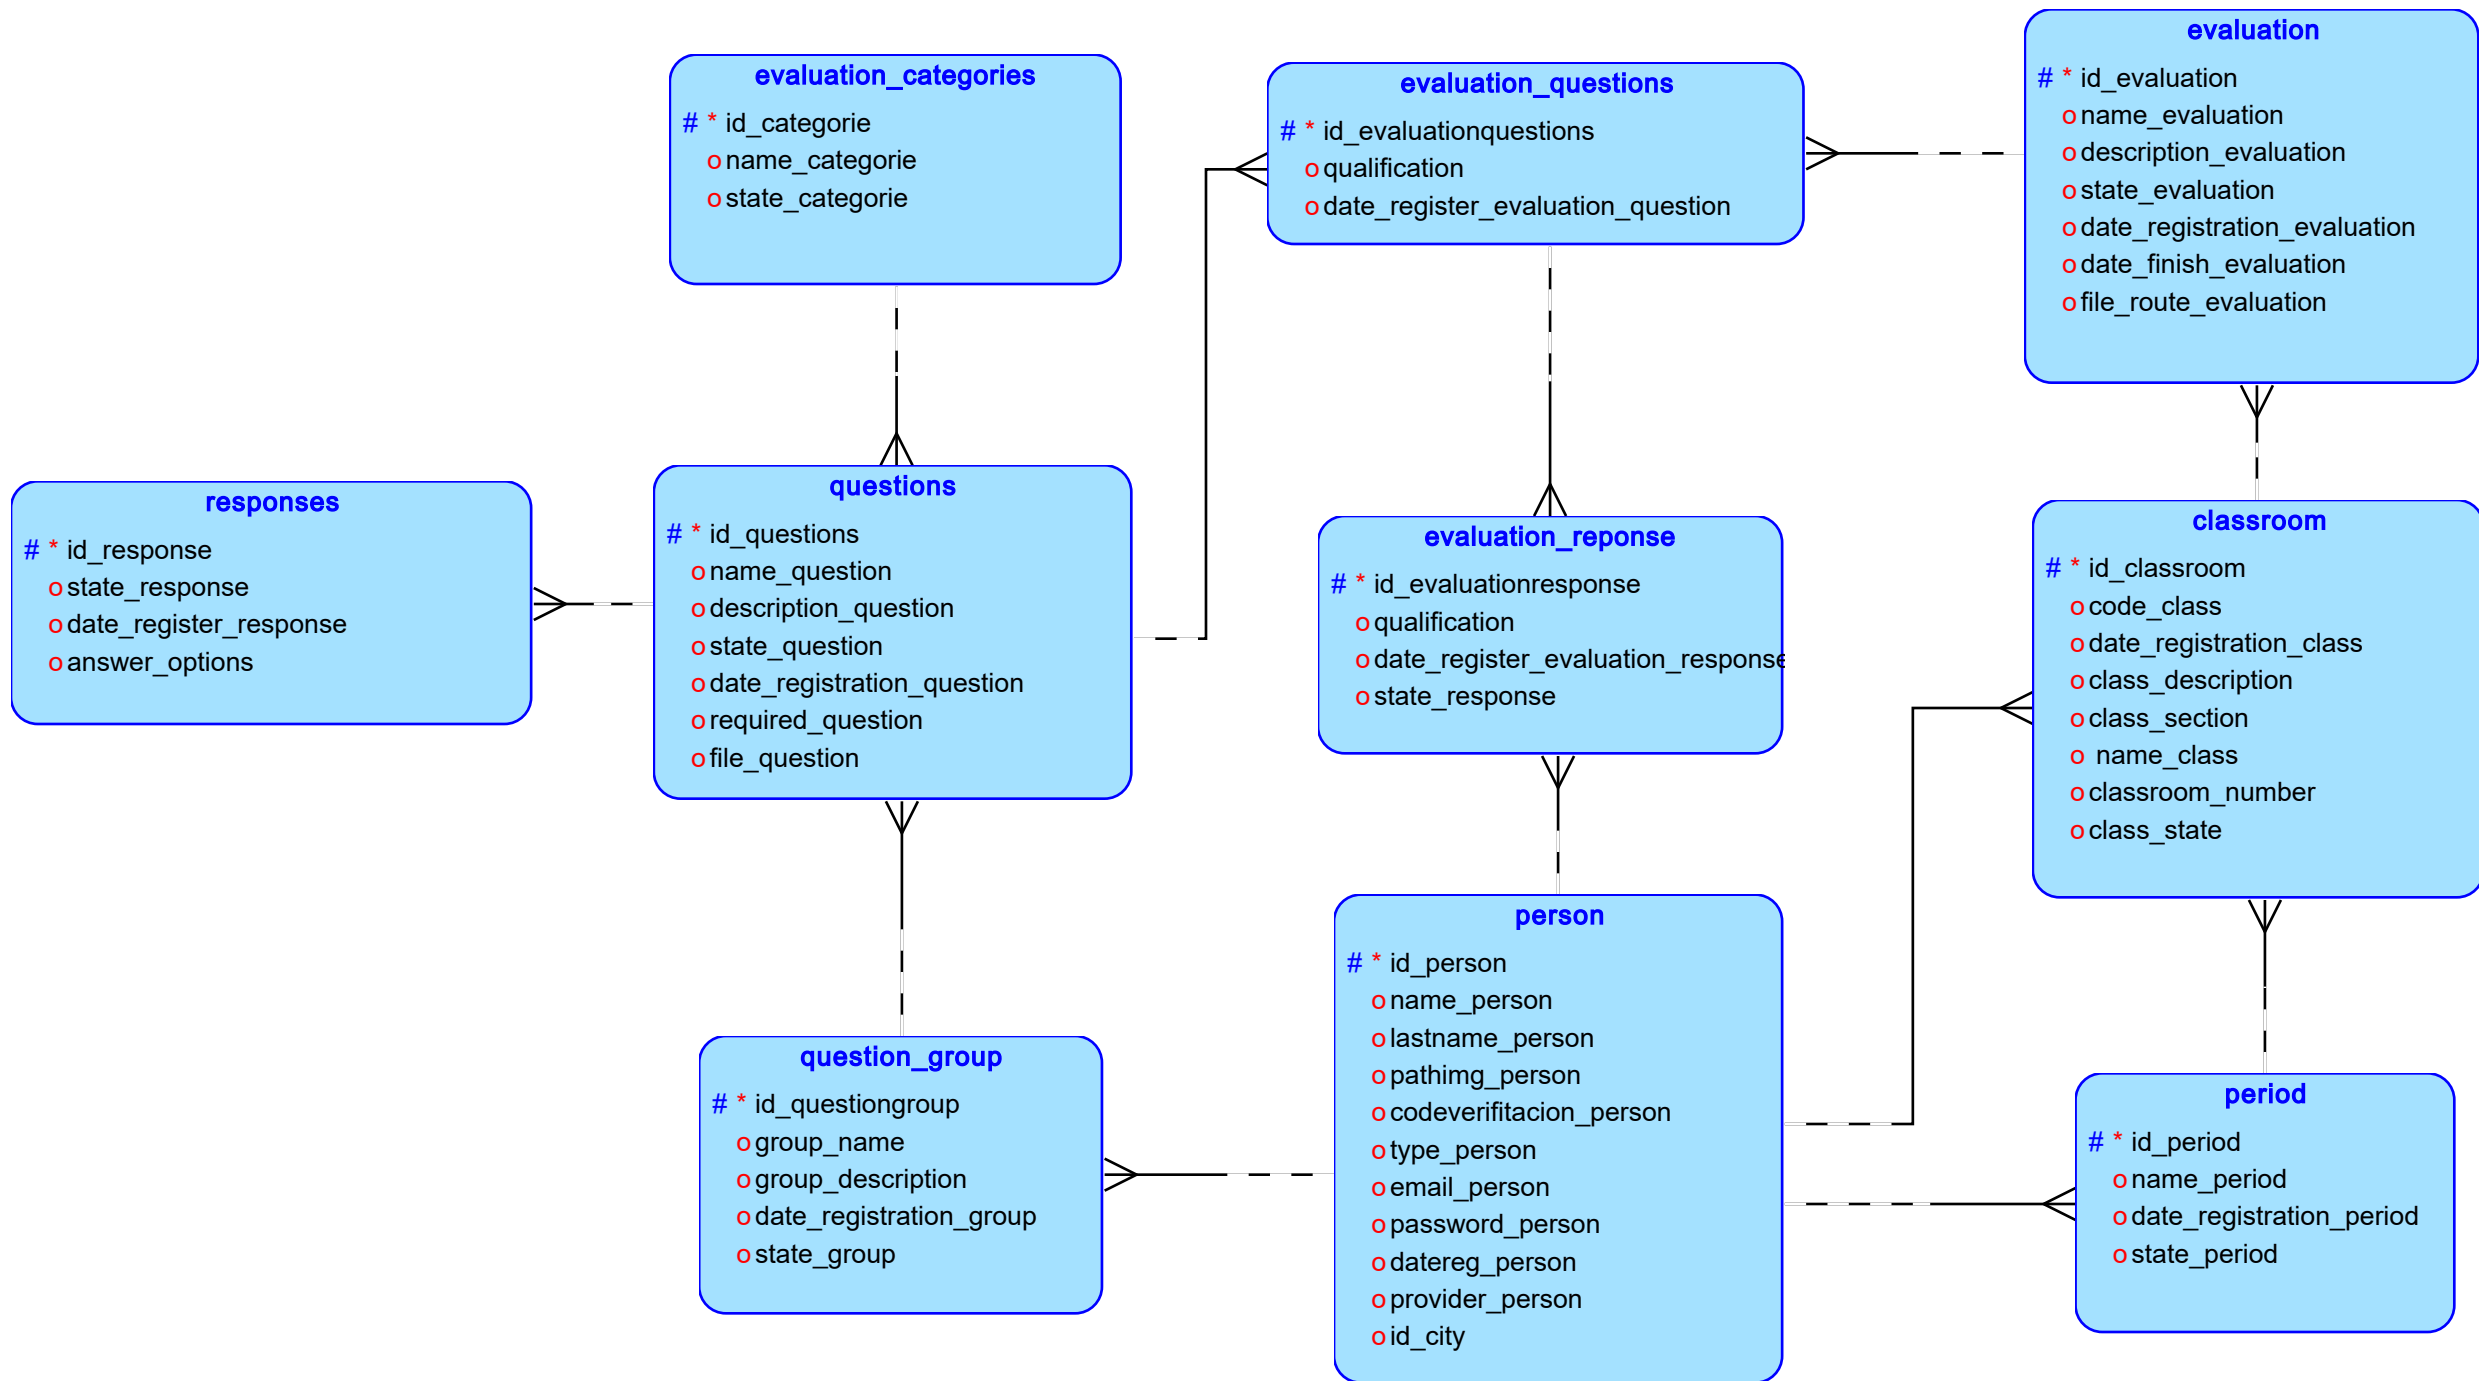 evaluation_categories
# * id_categorie
o name_categorie
o state_categorie
evaluation_questions
# * id_evaluationquestions
o qualification
o date_register_evaluation_question
evaluation
# * id_evaluation
o name_evaluation
o description_evaluation
o state_evaluation
o date_registration_evaluation
o date_finish_evaluation
o file_route_evaluation
responses
# * id_response
o state_response
o date_register_response
o answer_options
questions
# * id_questions
o name_question
o description_question
o state_question
o date_registration_question
o required_question
o file_question
evaluation_reponse
# * id_evaluationresponse
o qualification
o date_register_evaluation_response
o state_response
classroom
# * id_classroom
o code_class
o date_registration_class
o class_description
o class_section
o name_class
o classroom_number
o class_state
question_group
# * id_questiongroup
o group_name
o group_description
o date_registration_group
o state_group
person
# * id_person
o name_person
o lastname_person
o pathimg_person
o codeverifitacion_person
o type_person
o email_person
o password_person
o datereg_person
o provider_person
o id_city
period
# * id_period
o name_period
o date_registration_period
o state_period